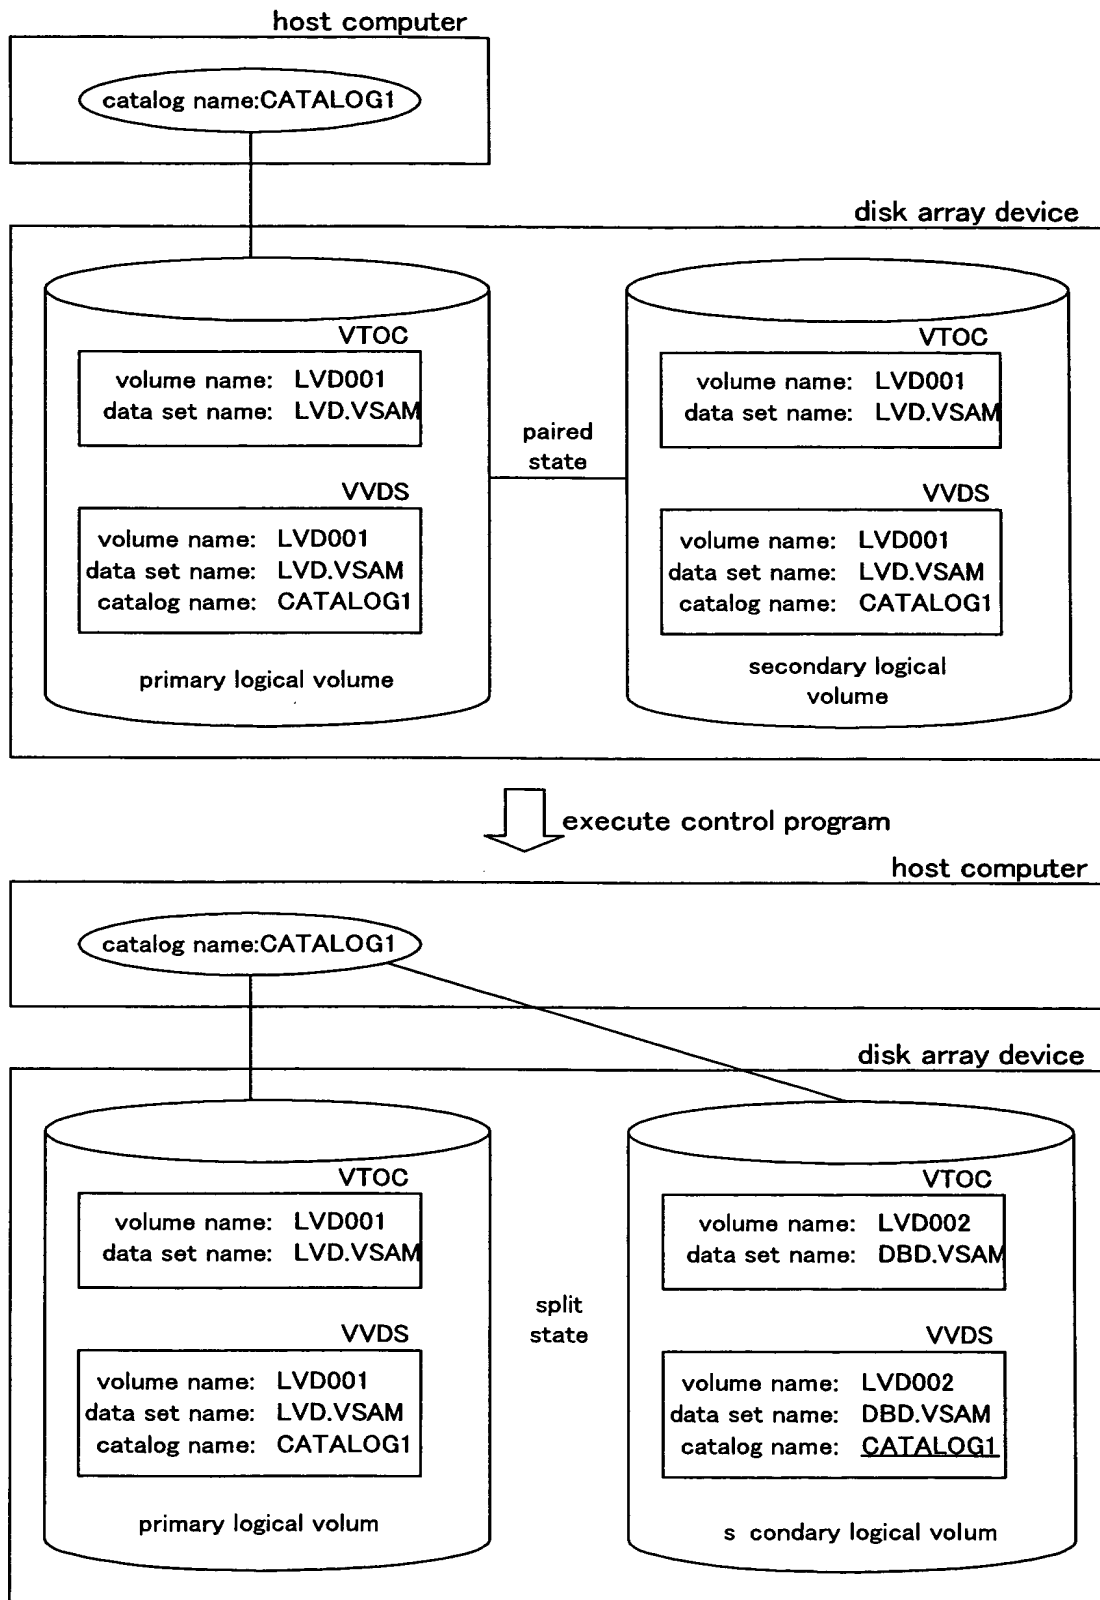 host computer
catalog name:CATALOG1
disk array device
VTOC
volume name: LVD001
data set name: LVD.VSAM
VVDS
volume name: LVD001
data set name: LVD.VSAM
catalog name: CATALOG1
primary logical volume
paired
state
VTOC
volume name: LVD001
data set name: LVD.VSAM
VVDS
volume name: LVD001
data set name: LVD.VSAM
catalog name: CATALOG1
secondary logical
volume
execute control program
host computer
catalog name:CATALOG1
disk array device
VTOC
volume name: LVD001
data set name: LVD.VSAM
VVDS
volume name: LVD001
data set name: LVD.VSAM
catalog name: CATALOG1
primary logical volum
split
state
VTOC
volume name: LVD002
data set name: DBD.VSAM
VVDS
volume name: LVD002
data set name: DBD.VSAM
catalog name: CATALOG1
s condary logical volum